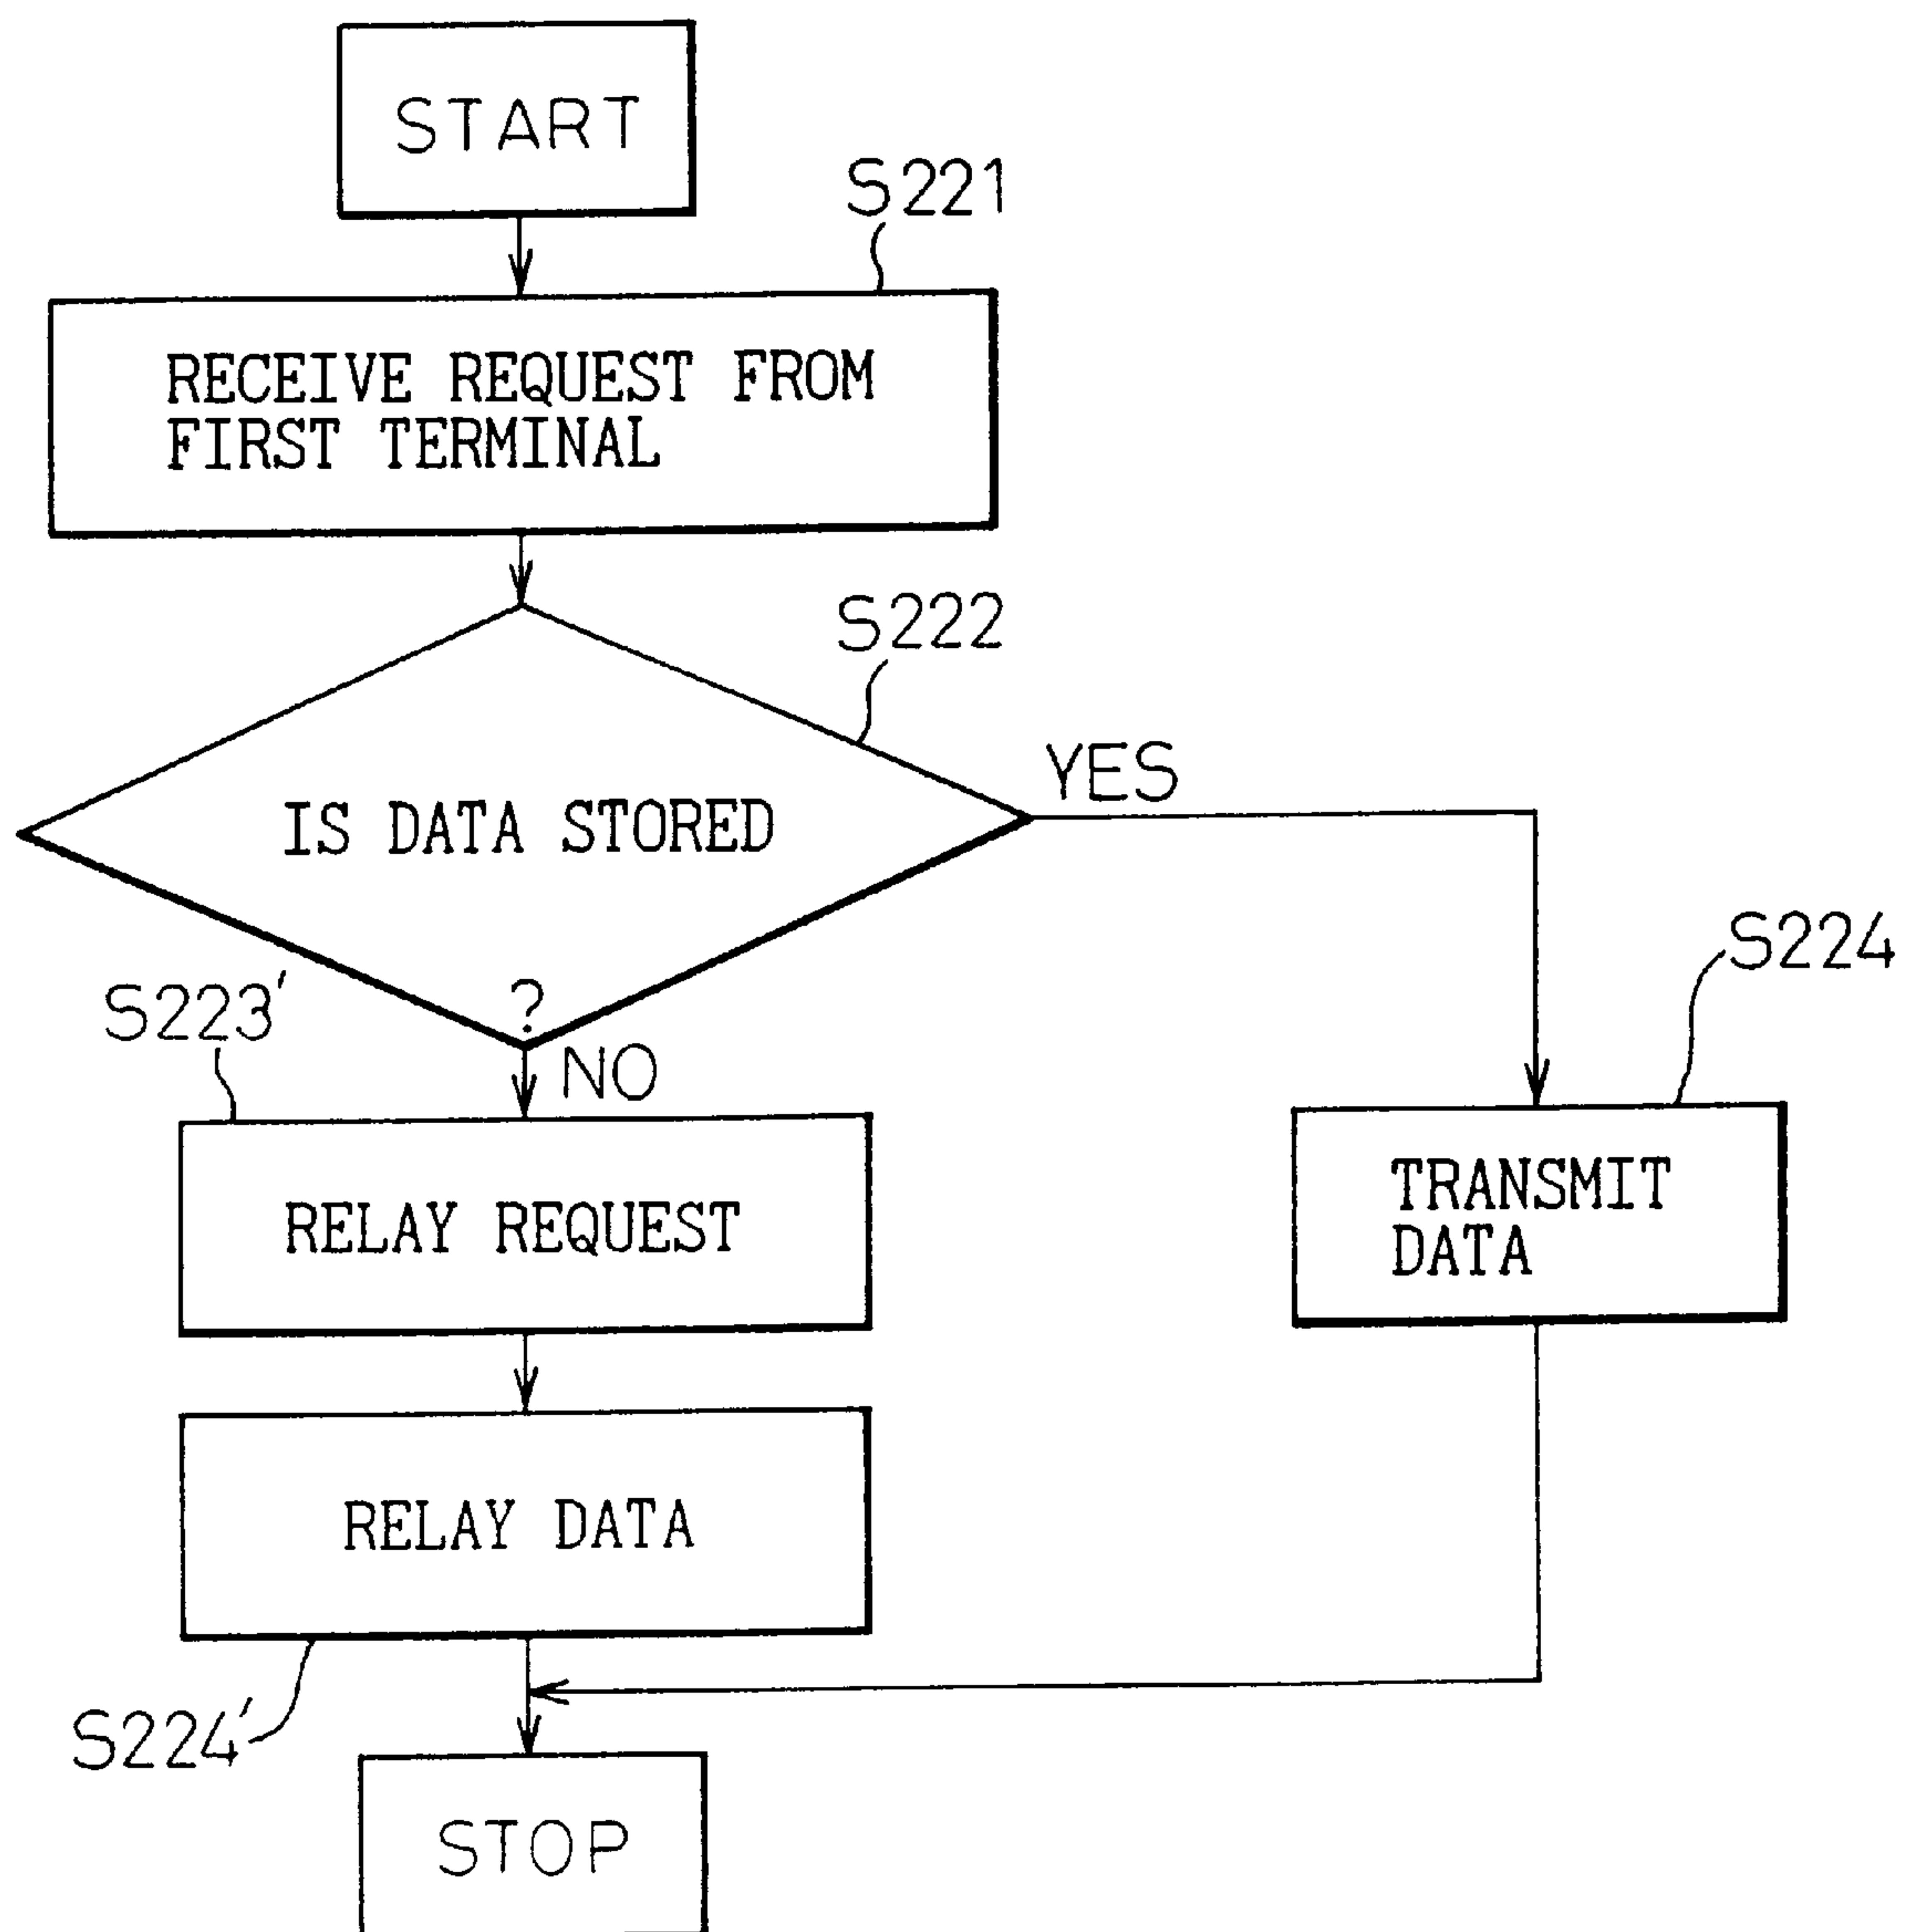 START
S221
RECEIVE REQUEST FROM
FIRST TERMINAL
S222
IS DATA STORED
?
YES
NO
S223'
RELAY REQUEST
S224
TRANSMIT
DATA
RELAY DATA
S224'
STOP